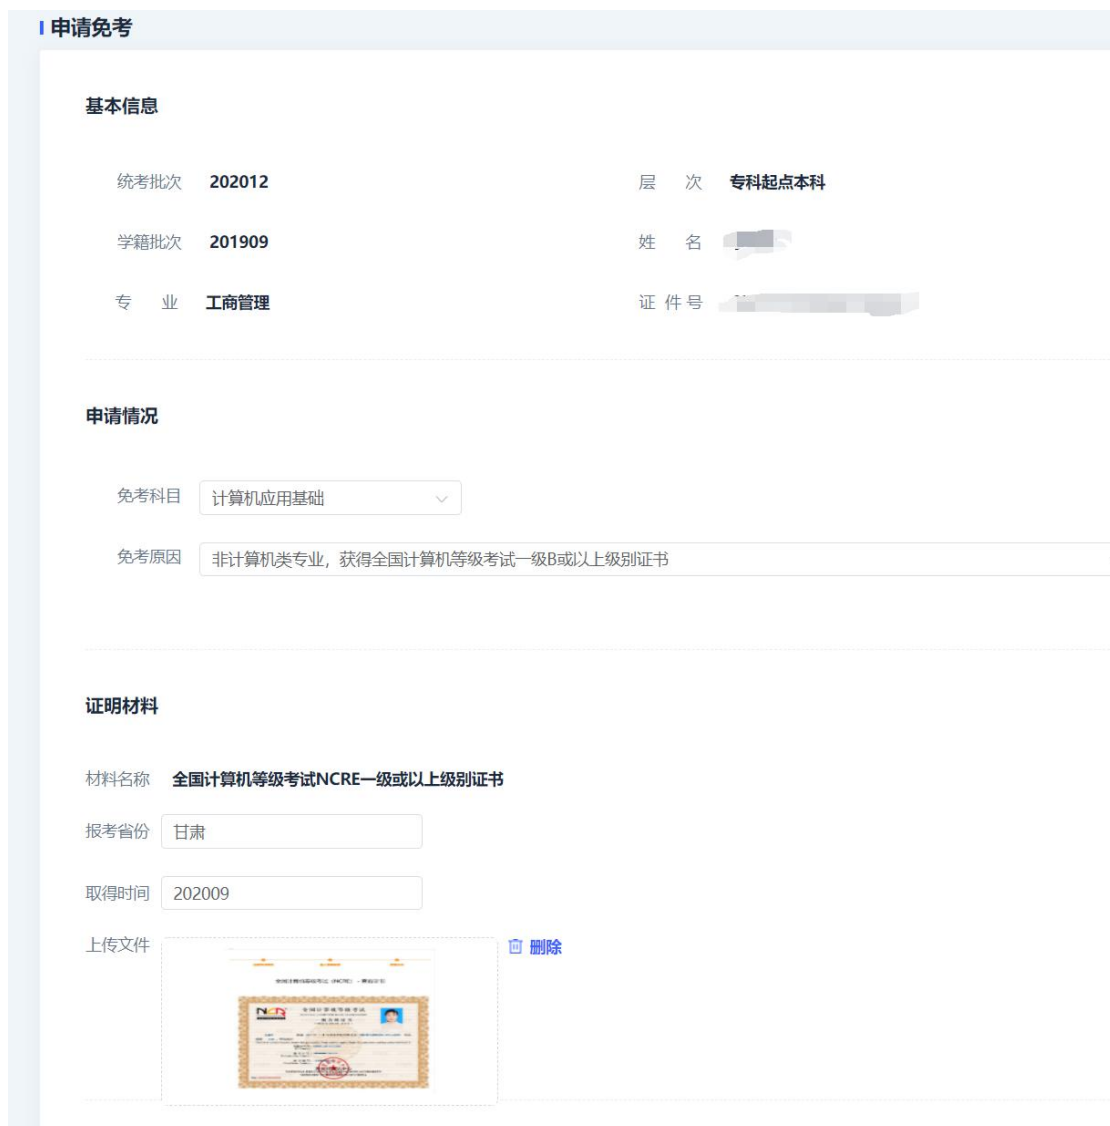 申请免考
基本信息
统考批次 202012 层 次 专科起点本科
学籍批次 201909 姓 名
专 业 工商管理 证 件 号
申请情况
免考科目 计算机应用基础
免考原因 非计算机类专业，获得全国计算机等级考试一级B或以上级别证书
证明材料
材料名称 全国计算机等级考试NCRE一级或以上级别证书
报考省份 甘肃
取得时间 202009
上传文件 删除